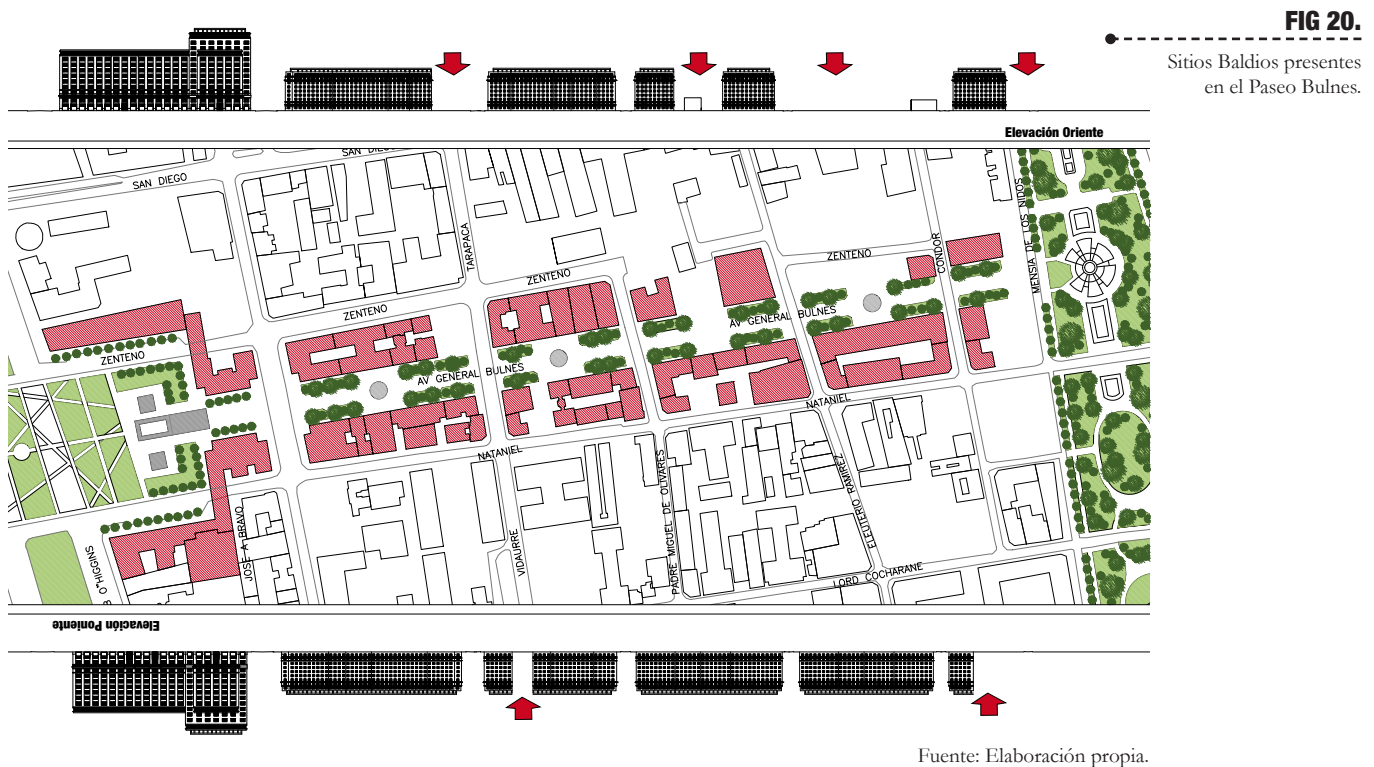 FIG 20.
Sitios Baldios presentes
en el Paseo Bulnes.
Elevación Oriente
SAN DIEGO
SAN DIEGO
TARAPACA
ZENTENO
ZENTENO
ZENTENO
ZENTENO
CONDOR
MENSIA DE LOS NIDOS
AV GENERAL BULNES
AV GENERAL BULNES
NATANIEL
NATANIEL
B O'HIGGINS
JOSE A BRAVO
VIDAURRE
PADRE MIGUEL DE OLIVARES
ELEUTERIO RAMIREZ
LORD COCHARANE
Elevación Poniente
Fuente: Elaboración propia.